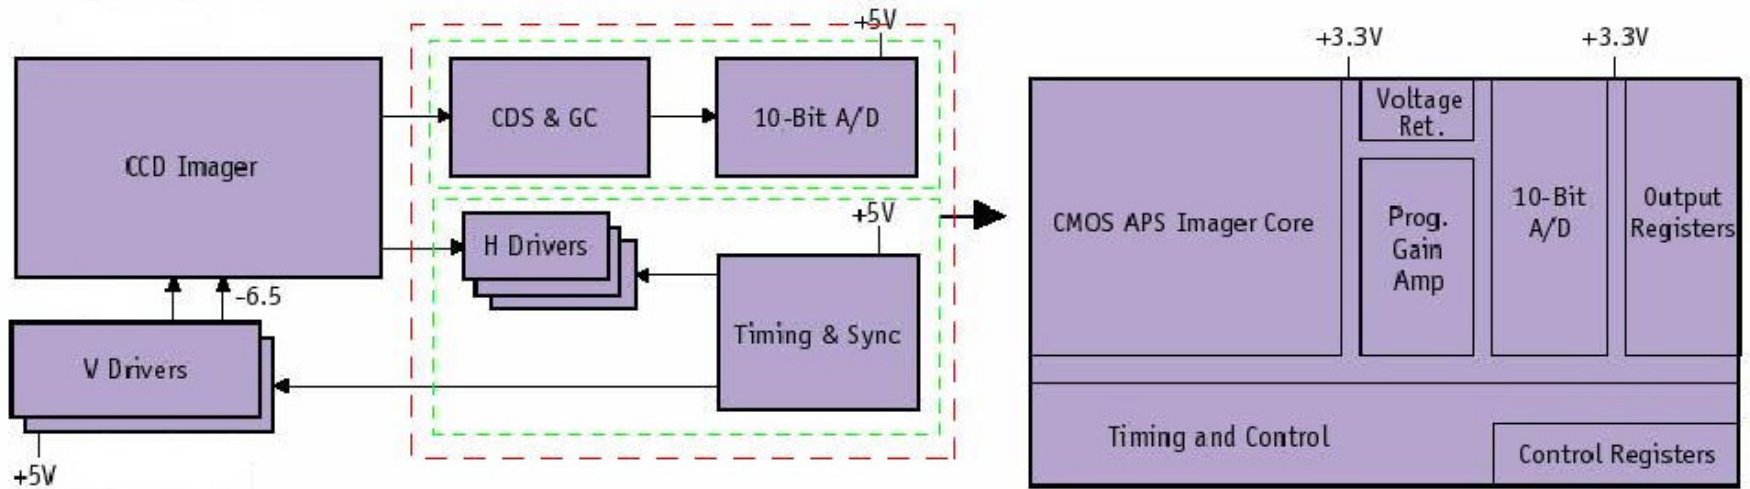 +5V
CCD Imager
CDS & GC
10-Bit A/D
+5V
H Drivers
Timing & Sync
-6.5
V Drivers
+5V
+3.3V
+3.3V
CMOS APS Imager Core
Voltage
Ret.
Prog.
Gain
Amp
10-Bit
A/D
Output
Registers
Timing and Control
Control Registers